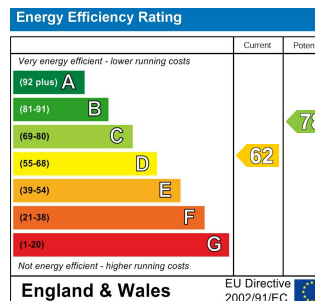 Energy Efficiency Rating
Current
Very energy efficient - lower running costs
(92 plus) A
(81-91) B
78
(69-80) C
(55-68) D
62
(39-54) E
(21-38) F
(1-20) G
Not energy efficient - higher running costs
England & Wales
EU Directive
2002/91/EC